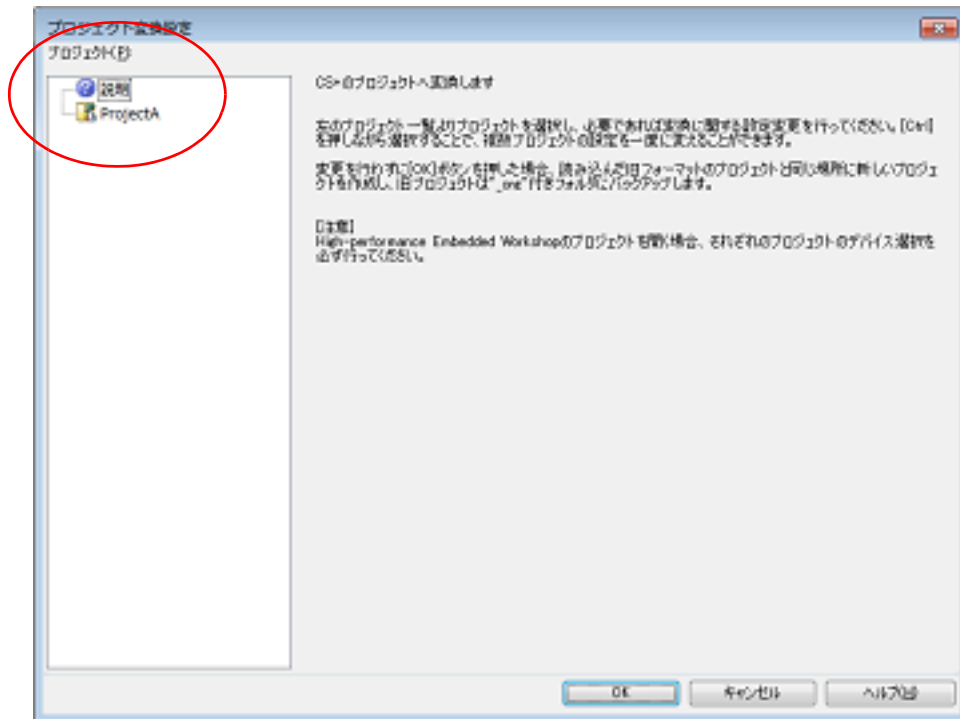 プロジェクト変換設定
プロジェクト(P):
説明
ProjectA
CS+のプロジェクトへ変換します
左のプロジェクト一覧よりプロジェクトを選択し、必要であれば変換に関する設定変更を行ってください。[Ctrl]
を押しながら選択することで、複数プロジェクトの設定を一度に変えることができます。
変更を行わずに[OK]ボタンを押した場合、読み込んだ旧フォーマットのプロジェクトと同じ場所に新しいプロジェ
クトを作成し、旧プロジェクトは"_org"付きフォルダにバックアップします。
[注意]
High-performance Embedded Workshopのプロジェクトを開く場合、それぞれのプロジェクトのデバイス選択を
必ず行ってください。
OK
キャンセル
ヘルプ(H)